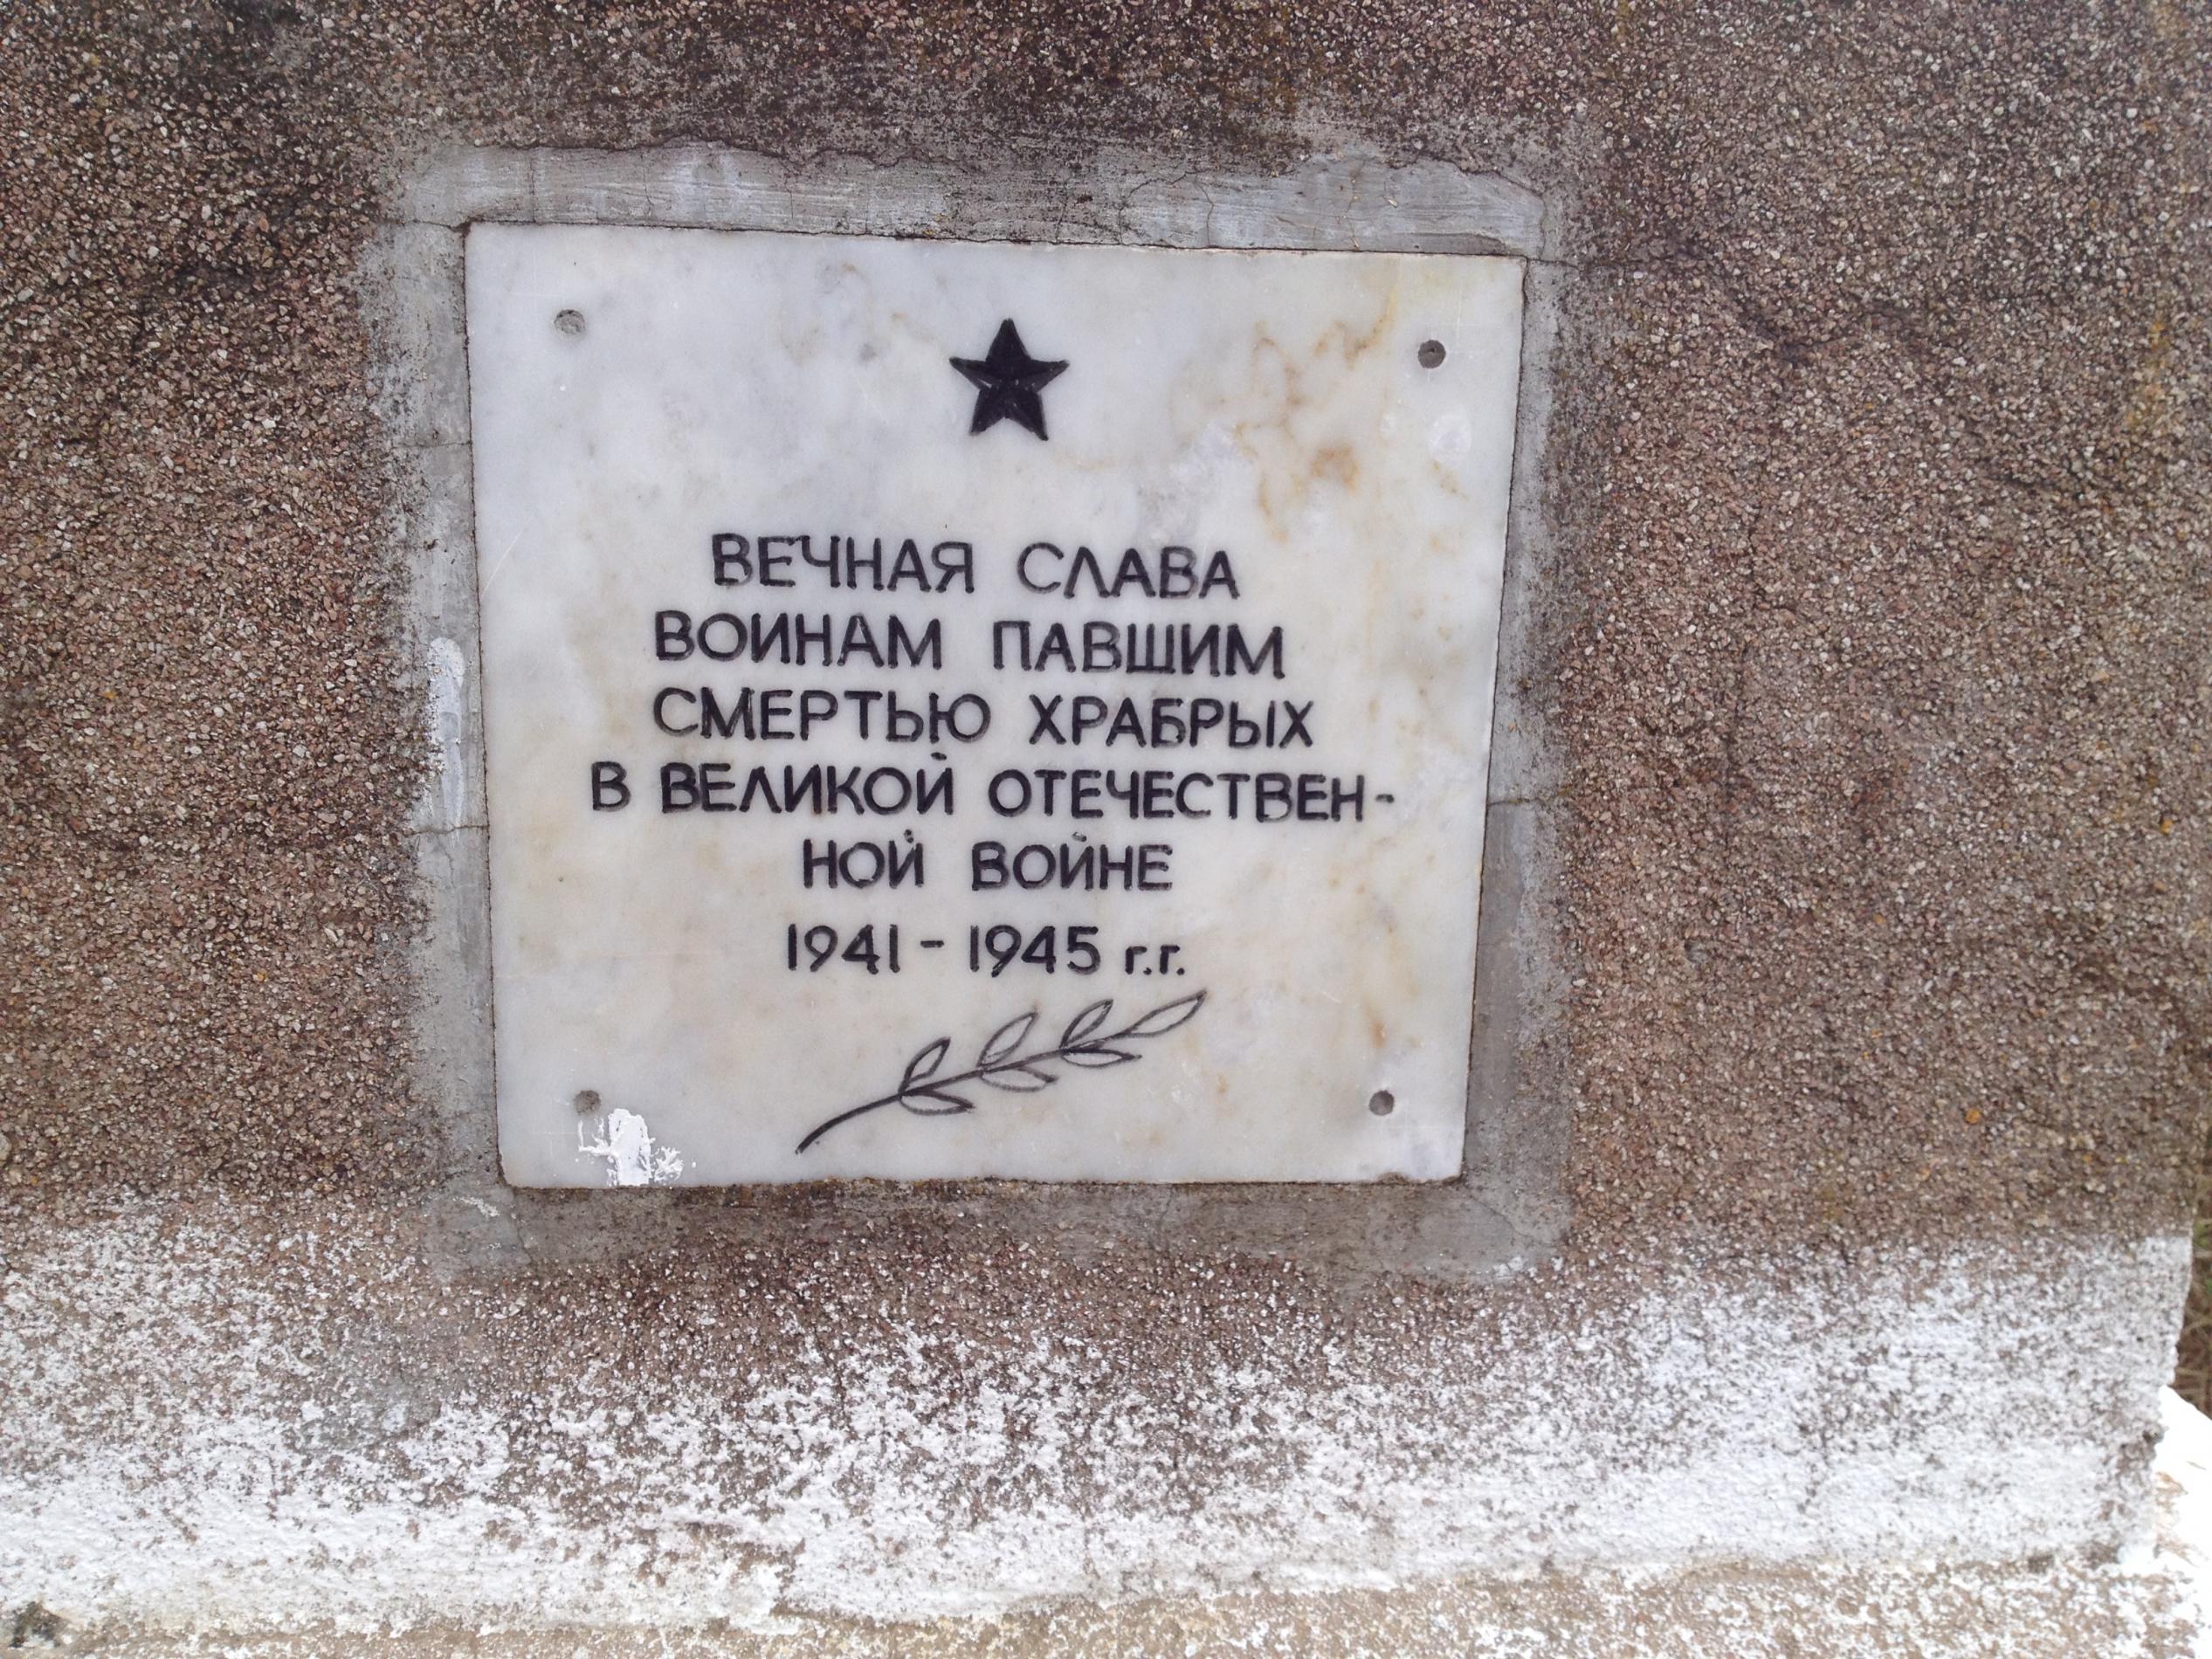 ВЕЧНАЯ СЛАВА
ВОИНАМ ПАВШИМ
СМЕРТЬЮ ХРАБРЫХ
В ВЕЛИКОЙ ОТЕЧЕСТВЕН-
НОЙ ВОЙНЕ
1941 - 1945 г.г.